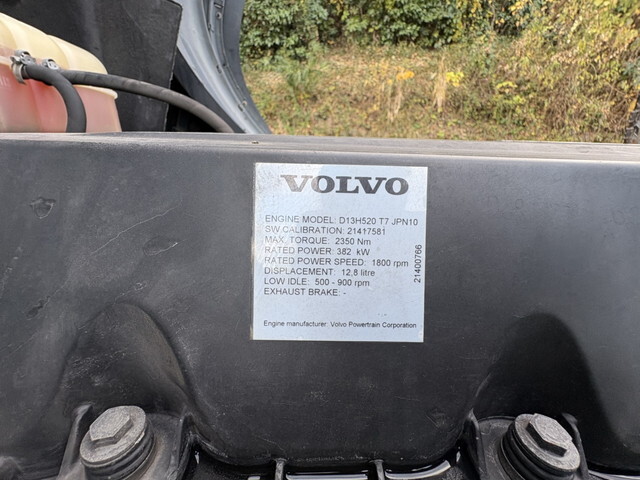 VOLVO
ENGINE MODEL: D13H520 T7 JPN10
SW CALIBRATION: 21417581
MAX. TORQUE: 2350 Nm
RATED POWER: 382 kW
RATED POWER SPEED: 1800 rpm
DISPLACEMENT: 12,8 litre
LOW IDLE: 500 - 900 rpm
EXHAUST BRAKE: -
Engine manufacturer: Volvo Powertrain Corporation
21400766